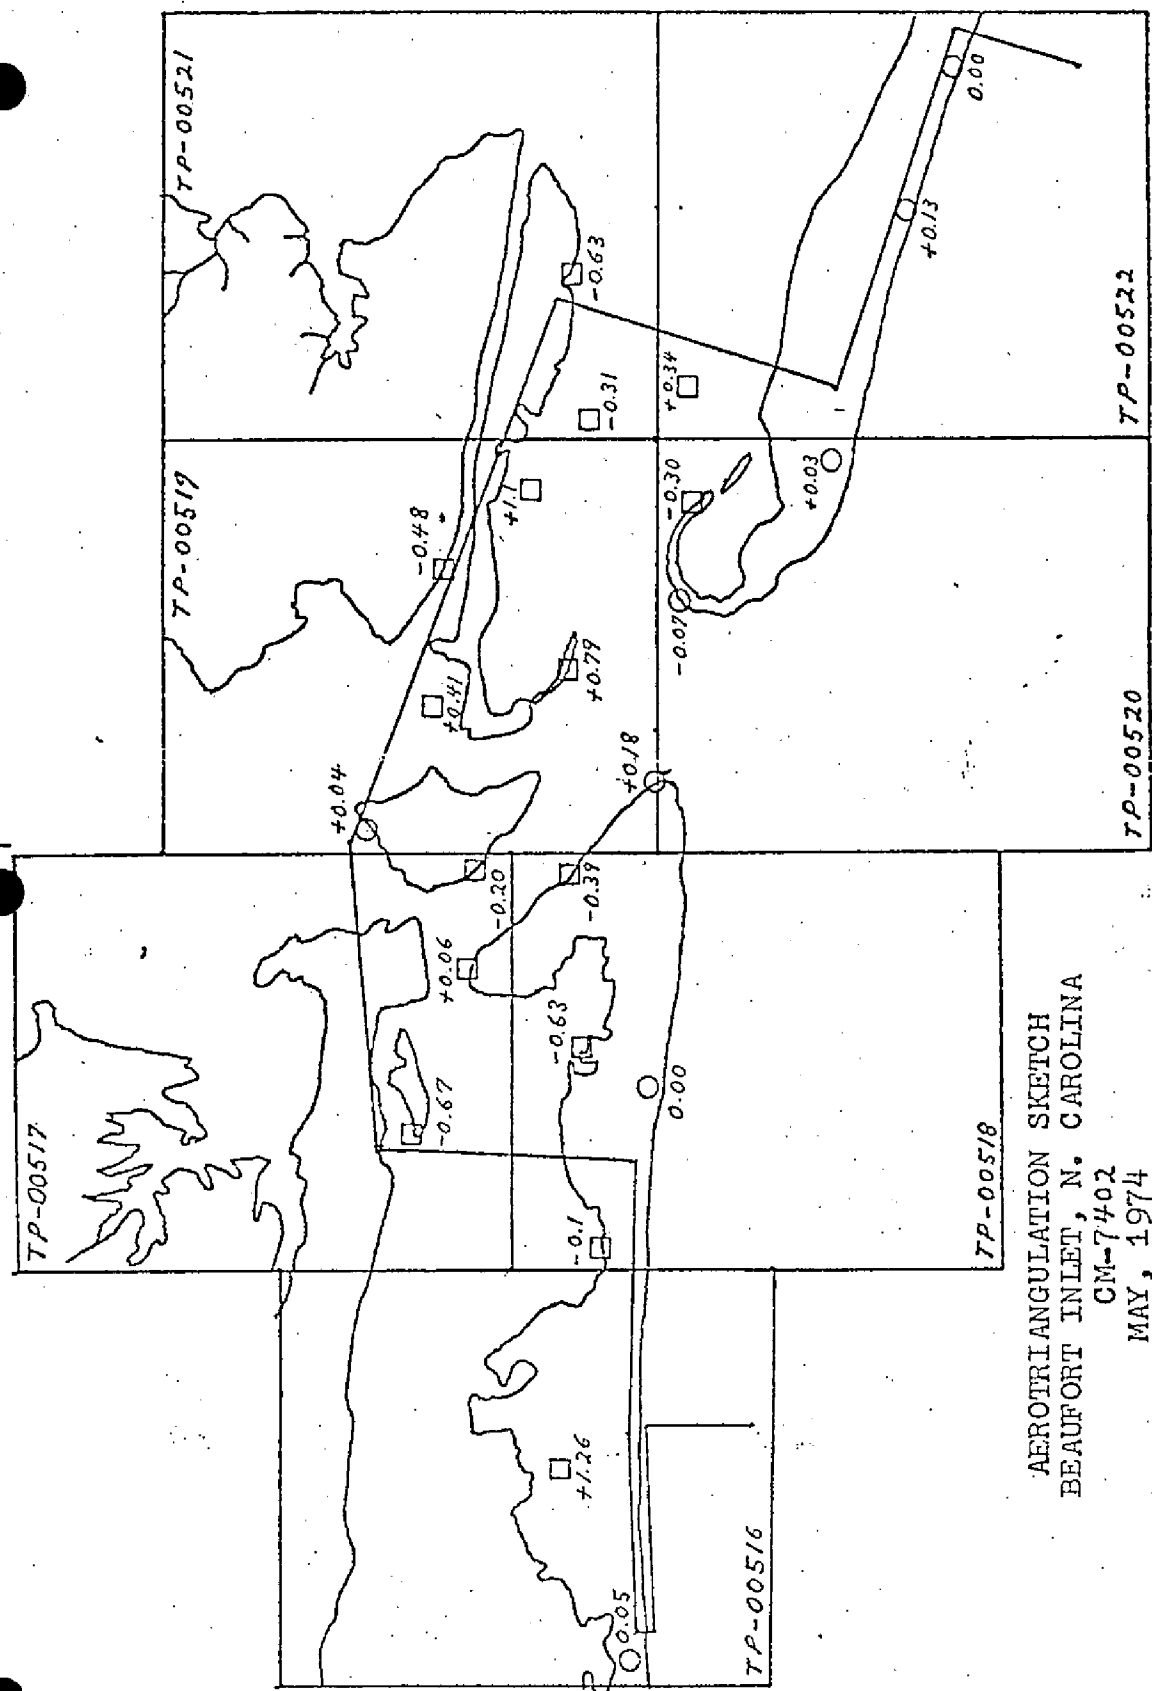 TP-00516
0.05
+1.26
TP-00517
-0.67
+0.06
-0.20
TP-00518
-0.1
-0.63
0.00
-0.39
TP-00519
+0.04
+0.41
-0.48
+1.1
+0.79
+0.18
TP-00520
-0.07
-0.30
+0.03
TP-00521
-0.63
-0.31
TP-00522
+0.34
+0.13
0.00
AEROTRIANGULATION SKETCH
BEAUFORT INLET, N. CAROLINA
CM-7402
MAY, 1974